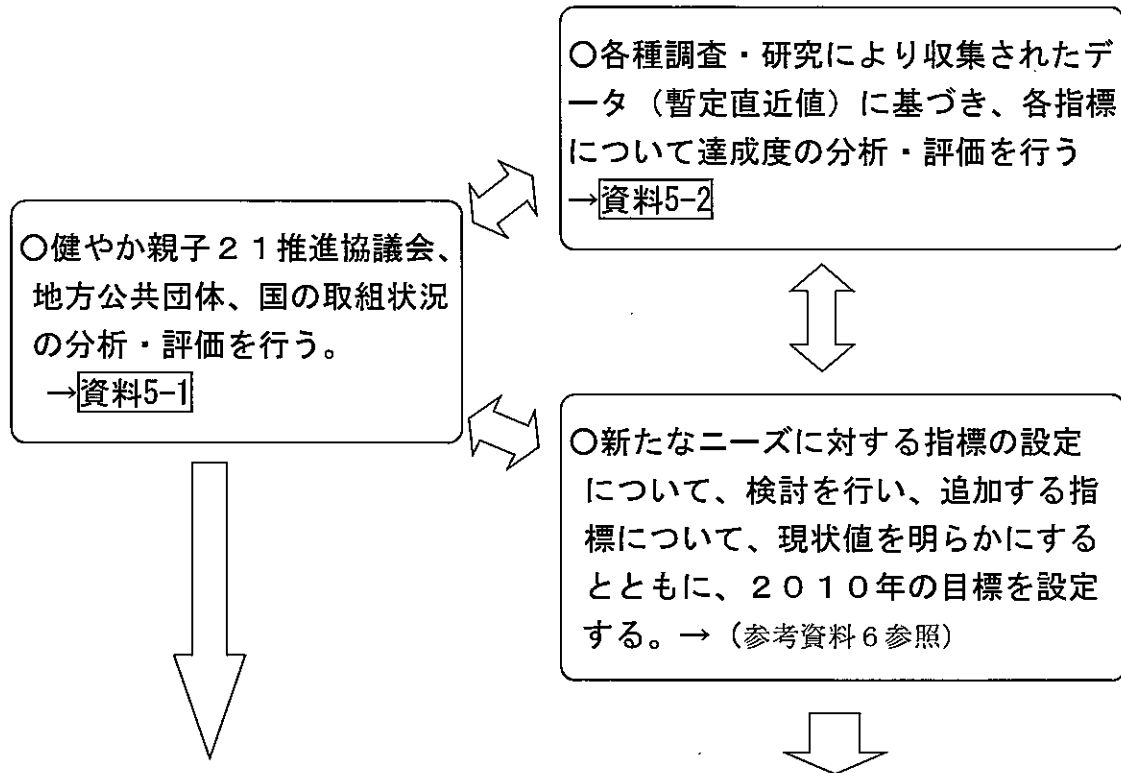 ○各種調査・研究により収集されたデ
ータ（暫定直近値）に基づき、各指標
について達成度の分析・評価を行う
→資料5-2
○健やか親子２１推進協議会、
地方公共団体、国の取組状況
の分析・評価を行う。
→資料5-1
○新たなニーズに対する指標の設定
について、検討を行い、追加する指
標について、現状値を明らかにする
とともに、２０１０年の目標を設定
する。→（参考資料６参照）